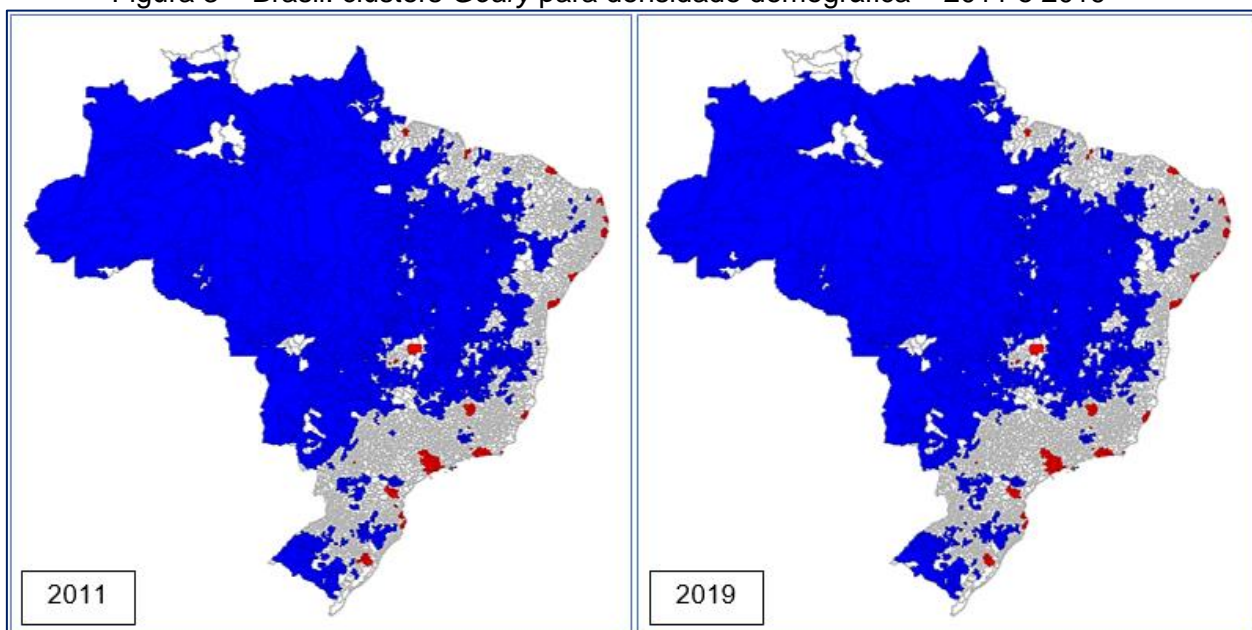 Figura – Brasil: clusters Geary para densidade demográfica – 2011 e 2019
2011
2019